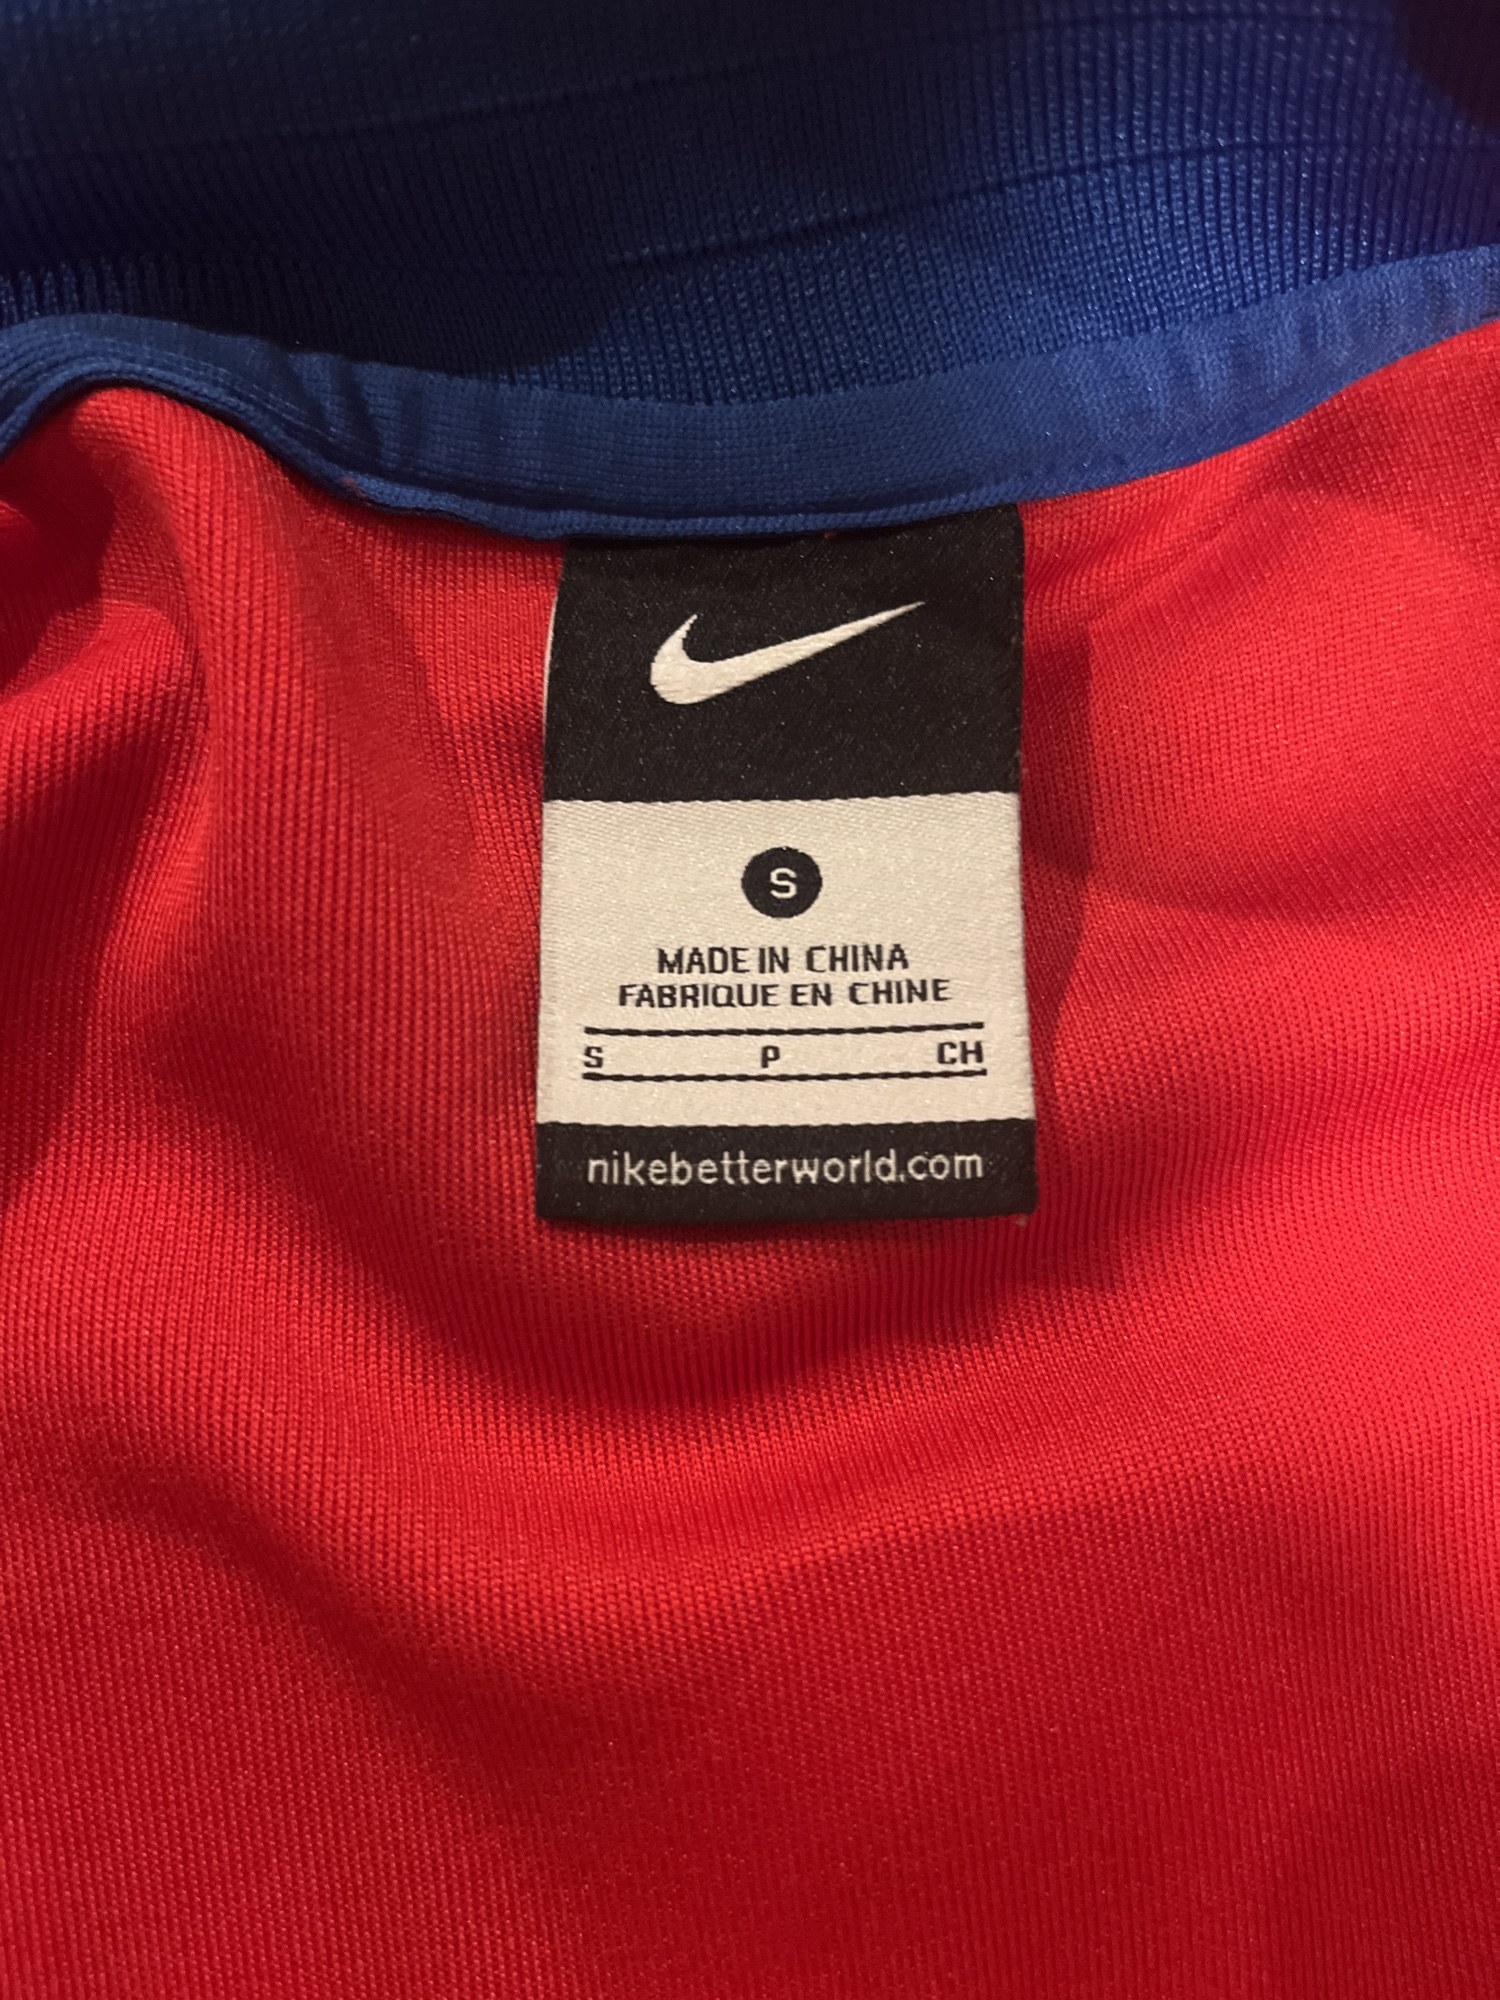 S
MADE IN CHINA
FABRIQUE EN CHINE
S P CH
nikebetterworld.com